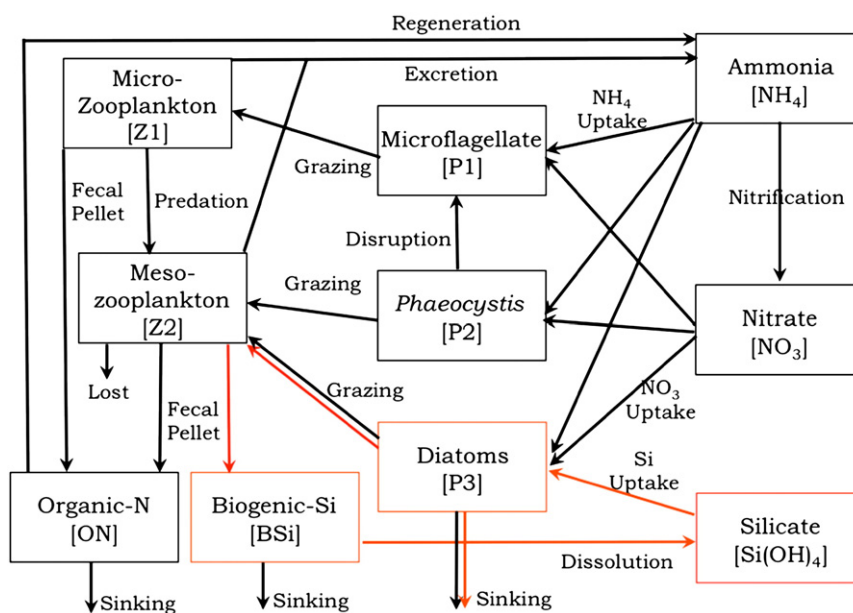 Regeneration
Micro-
Zooplankton
[Z1]
Excretion
Ammonia
[NH₄]
NH₄
Uptake
Microflagellate
[P1]
Grazing
Fecal
Pellet
Predation
Nitrification
Disruption
Meso-
zooplankton
[Z2]
Grazing
Phaeocystis
[P2]
Nitrate
[NO₃]
Lost
Grazing
NO₃
Uptake
Fecal
Pellet
Diatoms
[P3]
Si
Uptake
Organic-N
[ON]
Biogenic-Si
[BSi]
Silicate
[Si(OH)₄]
Dissolution
Sinking
Sinking
Sinking